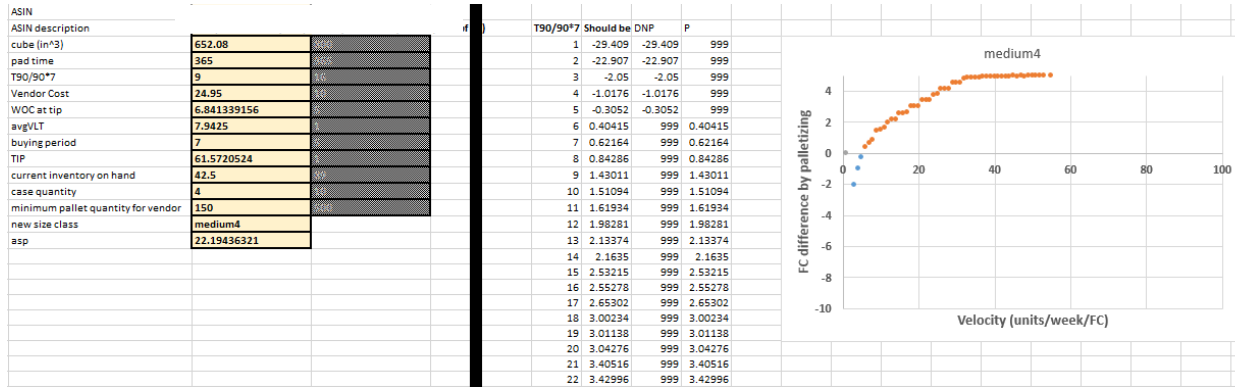 ASIN
ASIN description
cube (in^3) 652.08
pad time 365 365
T90/90*7 9 16
Vendor Cost 24.95
WOC at tip 6.841339156
avgVLT 7.9425
buying period 7
TIP 61.5720524
current inventory on hand 42.5
case quantity 4
minimum pallet quantity for vendor 150
new size class medium4
asp 22.19436321
T90/90*7 Should be DNP P
1 -29.409 -29.409 999
2 -22.907 -22.907 999
3 -2.05 -2.05 999
4 -1.0176 -1.0176 999
5 -0.3052 -0.3052 999
6 0.40415 999 0.40415
7 0.62164 999 0.62164
8 0.84286 999 0.84286
9 1.43011 999 1.43011
10 1.51094 999 1.51094
11 1.61934 999 1.61934
12 1.98281 999 1.98281
13 2.13374 999 2.13374
14 2.1635 999 2.1635
15 2.53215 999 2.53215
16 2.55278 999 2.55278
17 2.65302 999 2.65302
18 3.00234 999 3.00234
19 3.01138 999 3.01138
20 3.04276 999 3.04276
21 3.40516 999 3.40516
22 3.42996 999 3.42996
medium4
FC difference by palletizing
4
2
0
-2
-4
-6
-8
-10
0 20 40 60 80 100
Velocity (units/week/FC)